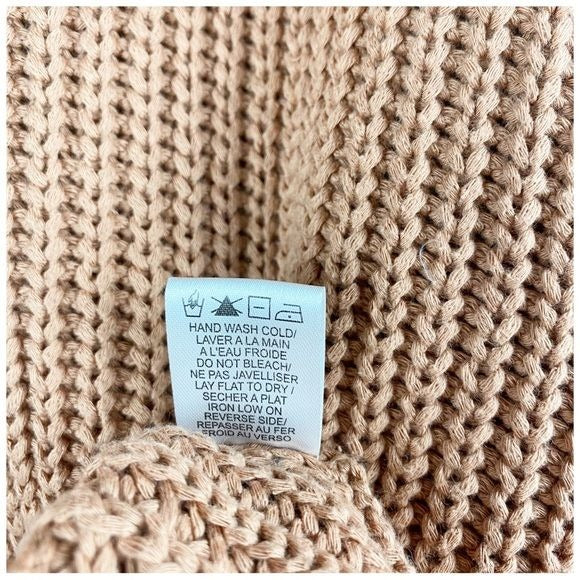 HAND WASH COLD/
LAVER A LA MAIN
A L'EAU FROIDE
DO NOT BLEACH/
NE PAS JAVELLISER
LAY FLAT TO DRY /
SECHER A PLAT
IRON LOW ON
REVERSE SIDE/
REPASSER AU FER
FROID AU VERSO